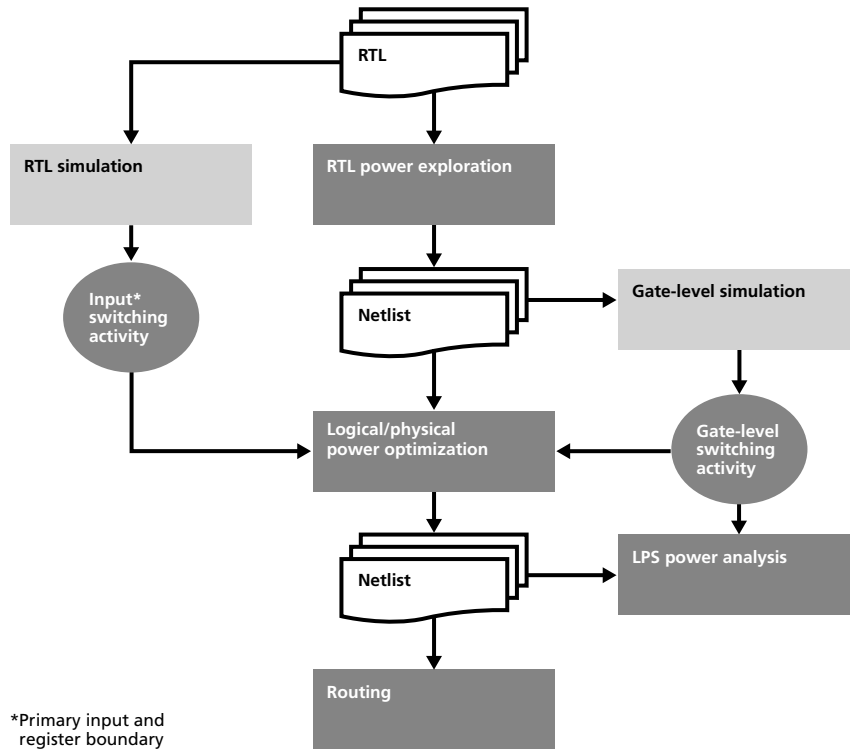 RTL
RTL simulation
RTL power exploration
Input*
switching
activity
Netlist
Gate-level simulation
Logical/physical
power optimization
Gate-level
switching
activity
Netlist
LPS power analysis
Routing
*Primary input and
register boundary